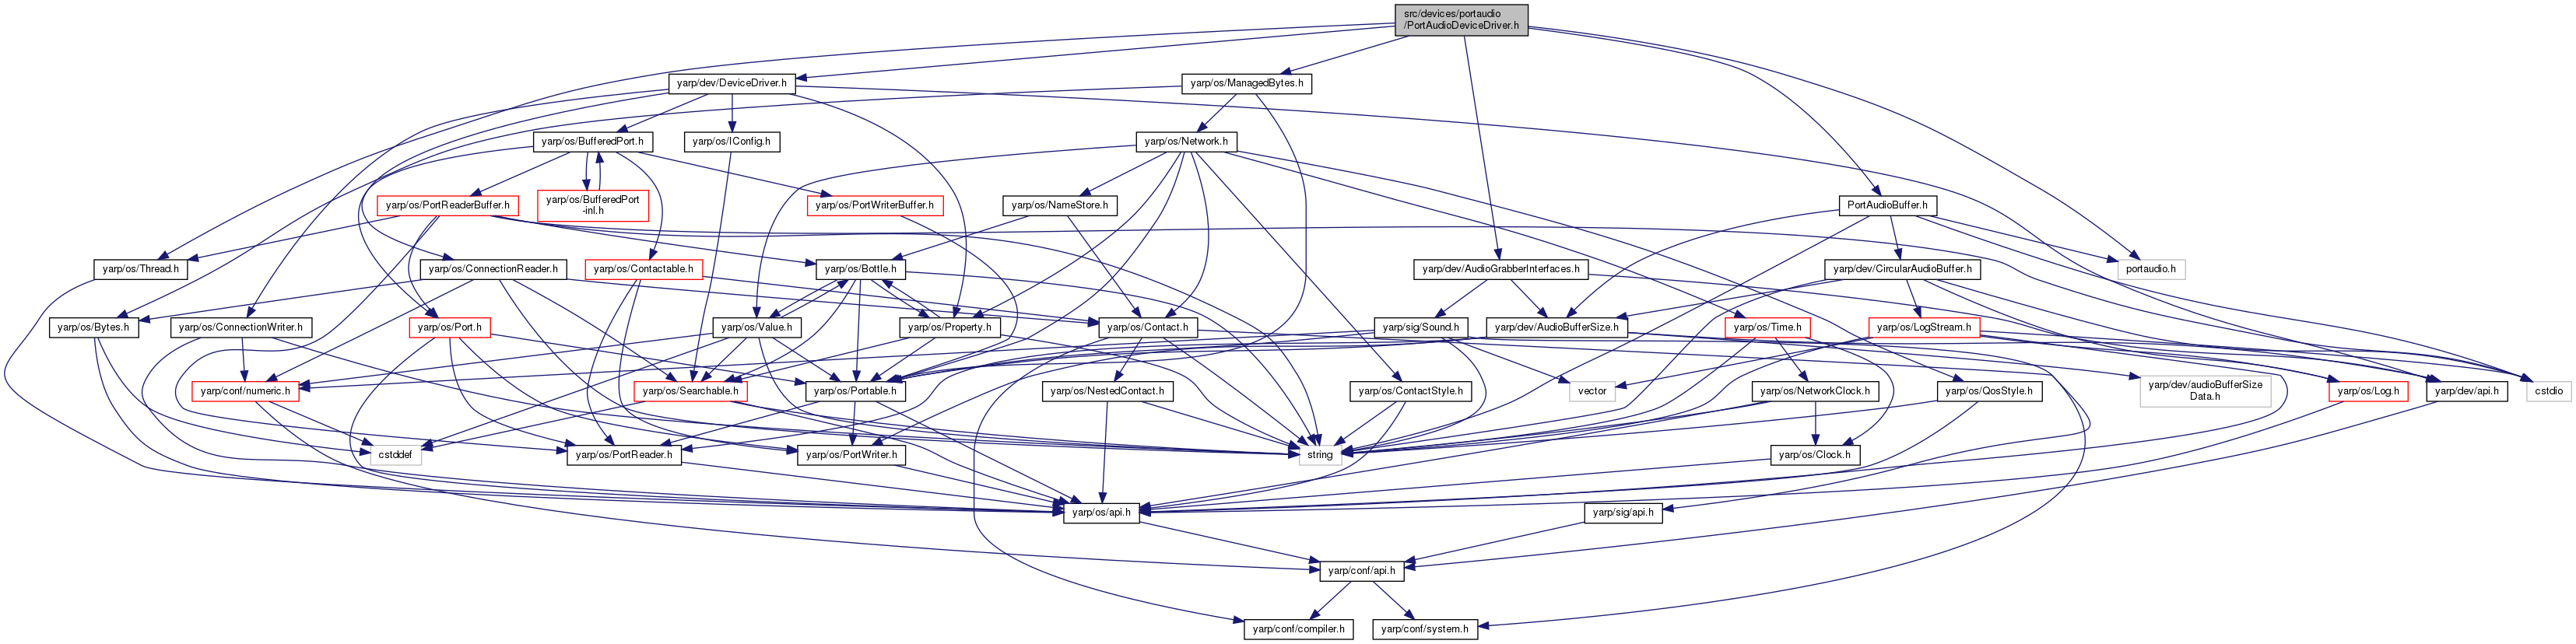 src/devices/portaudio
/PortAudioDeviceDriver.h
yarp/dev/DeviceDriver.h
yarp/os/ManagedBytes.h
yarp/os/BufferedPort.h
yarp/os/IConfig.h
yarp/os/Network.h
yarp/os/PortReaderBuffer.h
yarp/os/BufferedPort
-inl.h
yarp/os/PortWriterBuffer.h
yarp/os/NameStore.h
PortAudioBuffer.h
yarp/os/Thread.h
yarp/os/ConnectionReader.h
yarp/os/Contactable.h
yarp/os/Bottle.h
yarp/dev/AudioGrabberInterfaces.h
yarp/dev/CircularAudioBuffer.h
portaudio.h
yarp/os/Bytes.h
yarp/os/ConnectionWriter.h
yarp/os/Port.h
yarp/os/Value.h
yarp/os/Property.h
yarp/os/Contact.h
yarp/sig/Sound.h
yarp/dev/AudioBufferSize.h
yarp/os/Time.h
yarp/os/LogStream.h
yarp/conf/numeric.h
yarp/os/Searchable.h
yarp/os/Portable.h
yarp/os/NestedContact.h
yarp/os/ContactStyle.h
vector
yarp/os/NetworkClock.h
yarp/os/QosStyle.h
yarp/dev/audioBufferSize
Data.h
yarp/os/Log.h
yarp/dev/api.h
cstdio
cstddef
yarp/os/PortReader.h
yarp/os/PortWriter.h
string
yarp/os/Clock.h
yarp/os/api.h
yarp/sig/api.h
yarp/conf/api.h
yarp/conf/compiler.h
yarp/conf/system.h